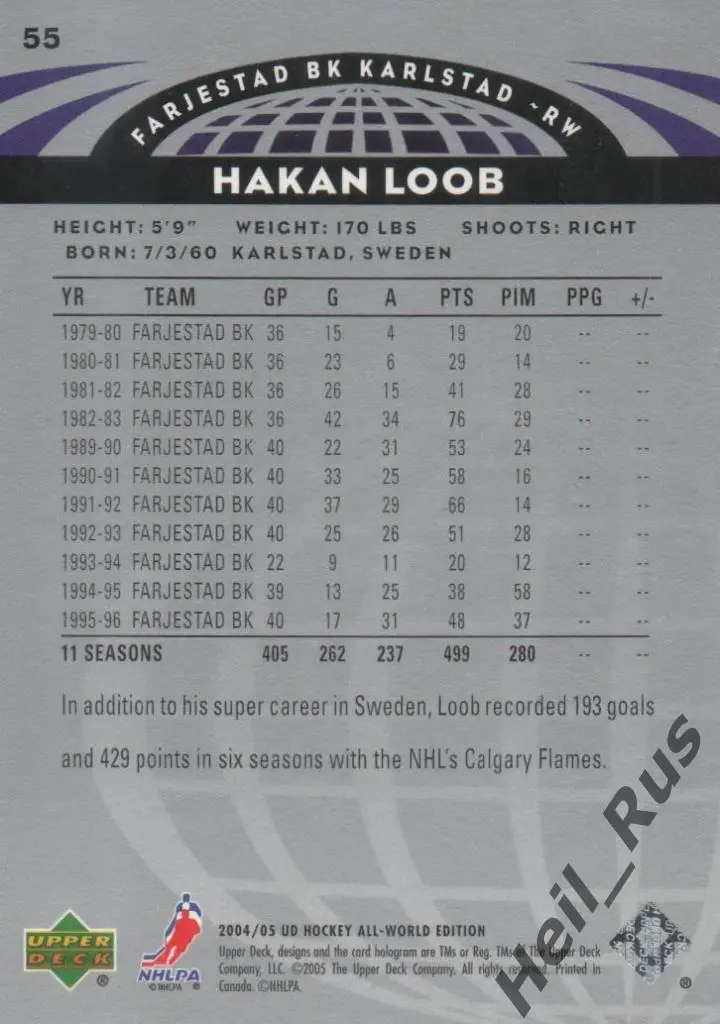 55
FARJESTAD BK KARLSTAD ~RW
HAKAN LOOB
HEIGHT: 5'9" WEIGHT: 170 LBS SHOOTS: RIGHT
BORN: 7/3/60 KARLSTAD, SWEDEN
YR TEAM GP G A PTS PIM PPG +/-
1979-80 FARJESTAD BK 36 15 4 19 20 -- --
1980-81 FARJESTAD BK 36 23 6 29 14 -- --
1981-82 FARJESTAD BK 36 26 15 41 28 -- --
1982-83 FARJESTAD BK 36 42 34 76 29 -- --
1989-90 FARJESTAD BK 40 22 31 53 24 -- --
1990-91 FARJESTAD BK 40 33 25 58 16 -- --
1991-92 FARJESTAD BK 40 37 29 66 14 -- --
1992-93 FARJESTAD BK 40 25 26 51 28 -- --
1993-94 FARJESTAD BK 22 9 11 20 12 -- --
1994-95 FARJESTAD BK 39 13 25 38 58 -- --
1995-96 FARJESTAD BK 40 17 31 48 37 -- --
11 SEASONS 405 262 237 499 280 -- --
In addition to his super career in Sweden, Loob recorded 193 goals
and 429 points in six seasons with the NHL's Calgary Flames.
Heil_Rus
UPPER DECK ®
NHLPA
© NHLPA
2004/05 UD HOCKEY ALL-WORLD EDITION
Upper Deck, designs and the card hologram are TMs or Reg. TMs of The Upper Deck
Company, LLC. ©2005 The Upper Deck Company. All rights reserved. Printed in
Canada. ©NHLPA.
®